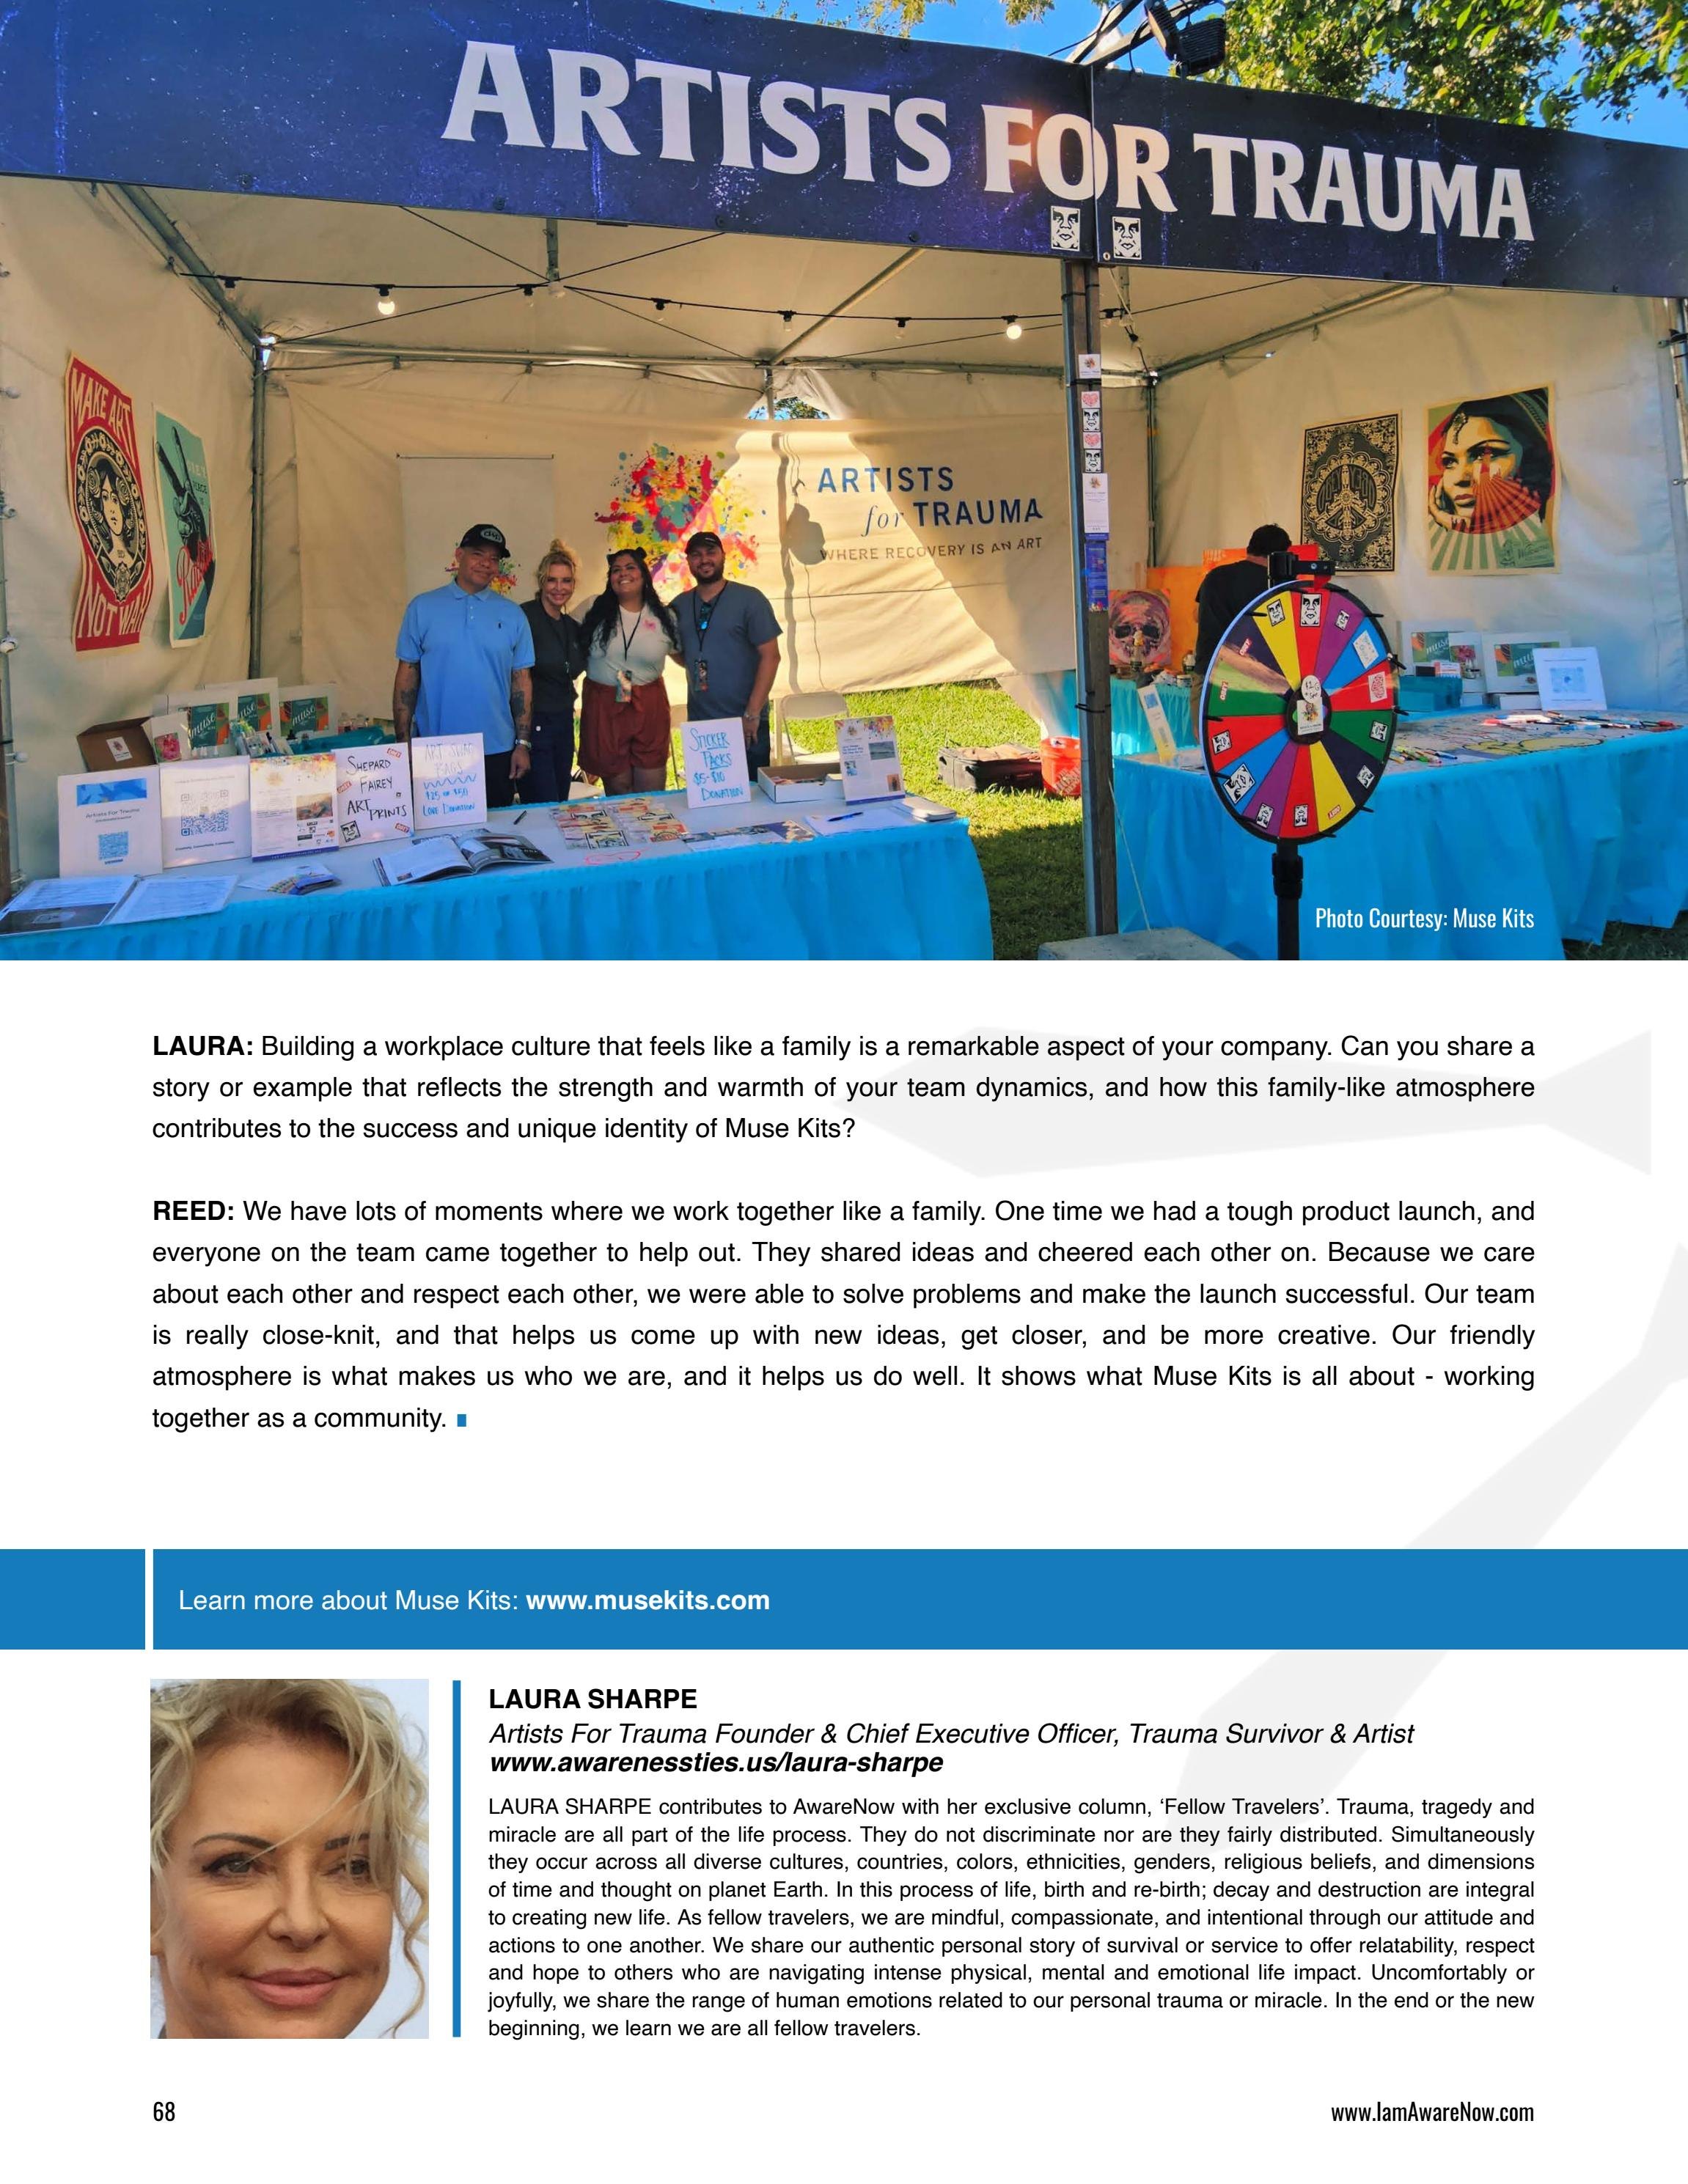 ARTISTS FOR TRAUMA
MAKE ART
NOT WAR
ARTISTS
for TRAUMA
WHERE RECOVERY IS AN ART
muse
muse
muse
muse
Artists For Trauma
SHEPARD
FAIREY
ART
PRINTS
STICKER
PACKS
$5-$10
DONATION
Photo Courtesy: Muse Kits
LAURA: Building a workplace culture that feels like a family is a remarkable aspect of your company. Can you share a
story or example that reflects the strength and warmth of your team dynamics, and how this family-like atmosphere
contributes to the success and unique identity of Muse Kits?
REED: We have lots of moments where we work together like a family. One time we had a tough product launch, and
everyone on the team came together to help out. They shared ideas and cheered each other on. Because we care
about each other and respect each other, we were able to solve problems and make the launch successful. Our team
is really close-knit, and that helps us come up with new ideas, get closer, and be more creative. Our friendly
atmosphere is what makes us who we are, and it helps us do well. It shows what Muse Kits is all about - working
together as a community.
Learn more about Muse Kits: www.musekits.com
LAURA SHARPE
Artists For Trauma Founder & Chief Executive Officer, Trauma Survivor & Artist
www.awarenessties.us/laura-sharpe
LAURA SHARPE contributes to AwareNow with her exclusive column, ‘Fellow Travelers’. Trauma, tragedy and
miracle are all part of the life process. They do not discriminate nor are they fairly distributed. Simultaneously
they occur across all diverse cultures, countries, colors, ethnicities, genders, religious beliefs, and dimensions
of time and thought on planet Earth. In this process of life, birth and re-birth; decay and destruction are integral
to creating new life. As fellow travelers, we are mindful, compassionate, and intentional through our attitude and
actions to one another. We share our authentic personal story of survival or service to offer relatability, respect
and hope to others who are navigating intense physical, mental and emotional life impact. Uncomfortably or
joyfully, we share the range of human emotions related to our personal trauma or miracle. In the end or the new
beginning, we learn we are all fellow travelers.
68
www.IamAwareNow.com